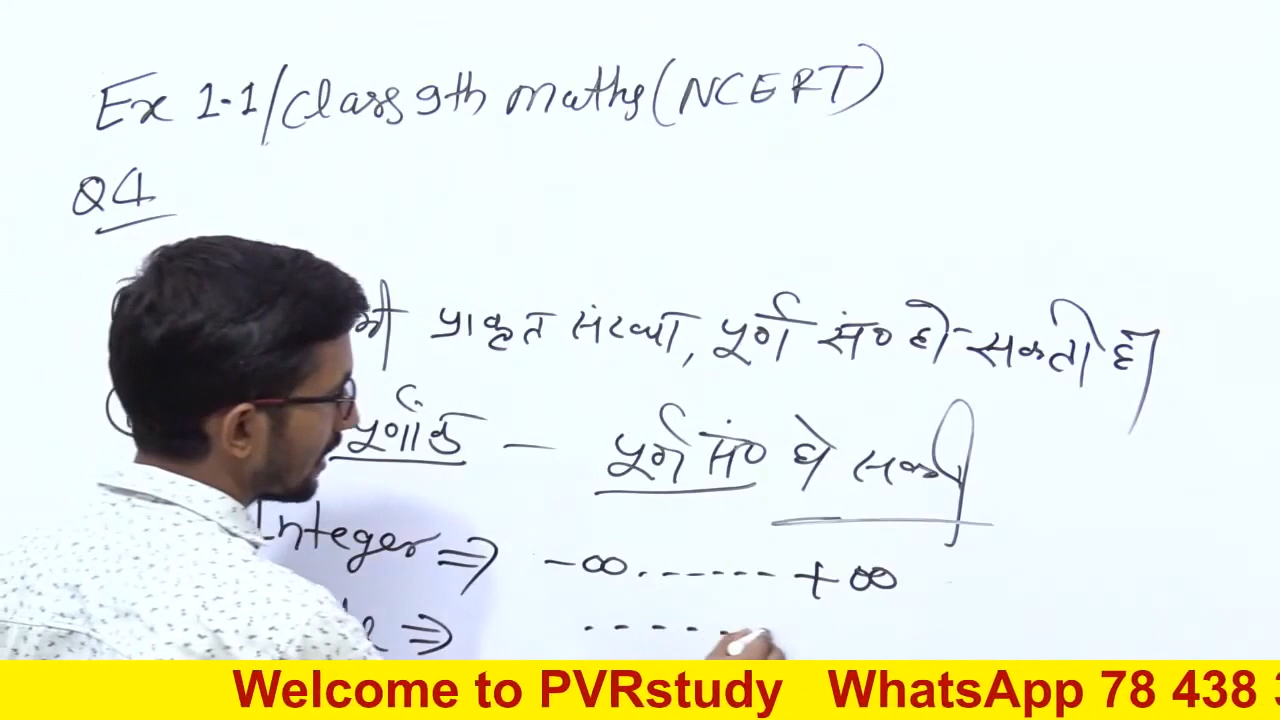 Ex 1.1/Class 9th maths (NCERT)
Q4
प्राकृत संख्या, पूर्ण सं० हो सकती है
पूर्णांक — पूर्ण सं० हो सकती
Integer ⇒ -∞ . ------ +∞
⇒ . - - - -
Welcome to PVRstudy WhatsApp 78 438